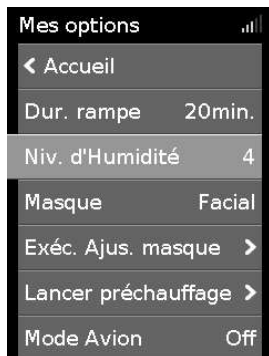 Mes options
< Accueil
Dur. rampe 20min.
Niv. d'Humidité 4
Masque Facial
Exéc. Ajus. masque >
Lancer préchauffage >
Mode Avion Off